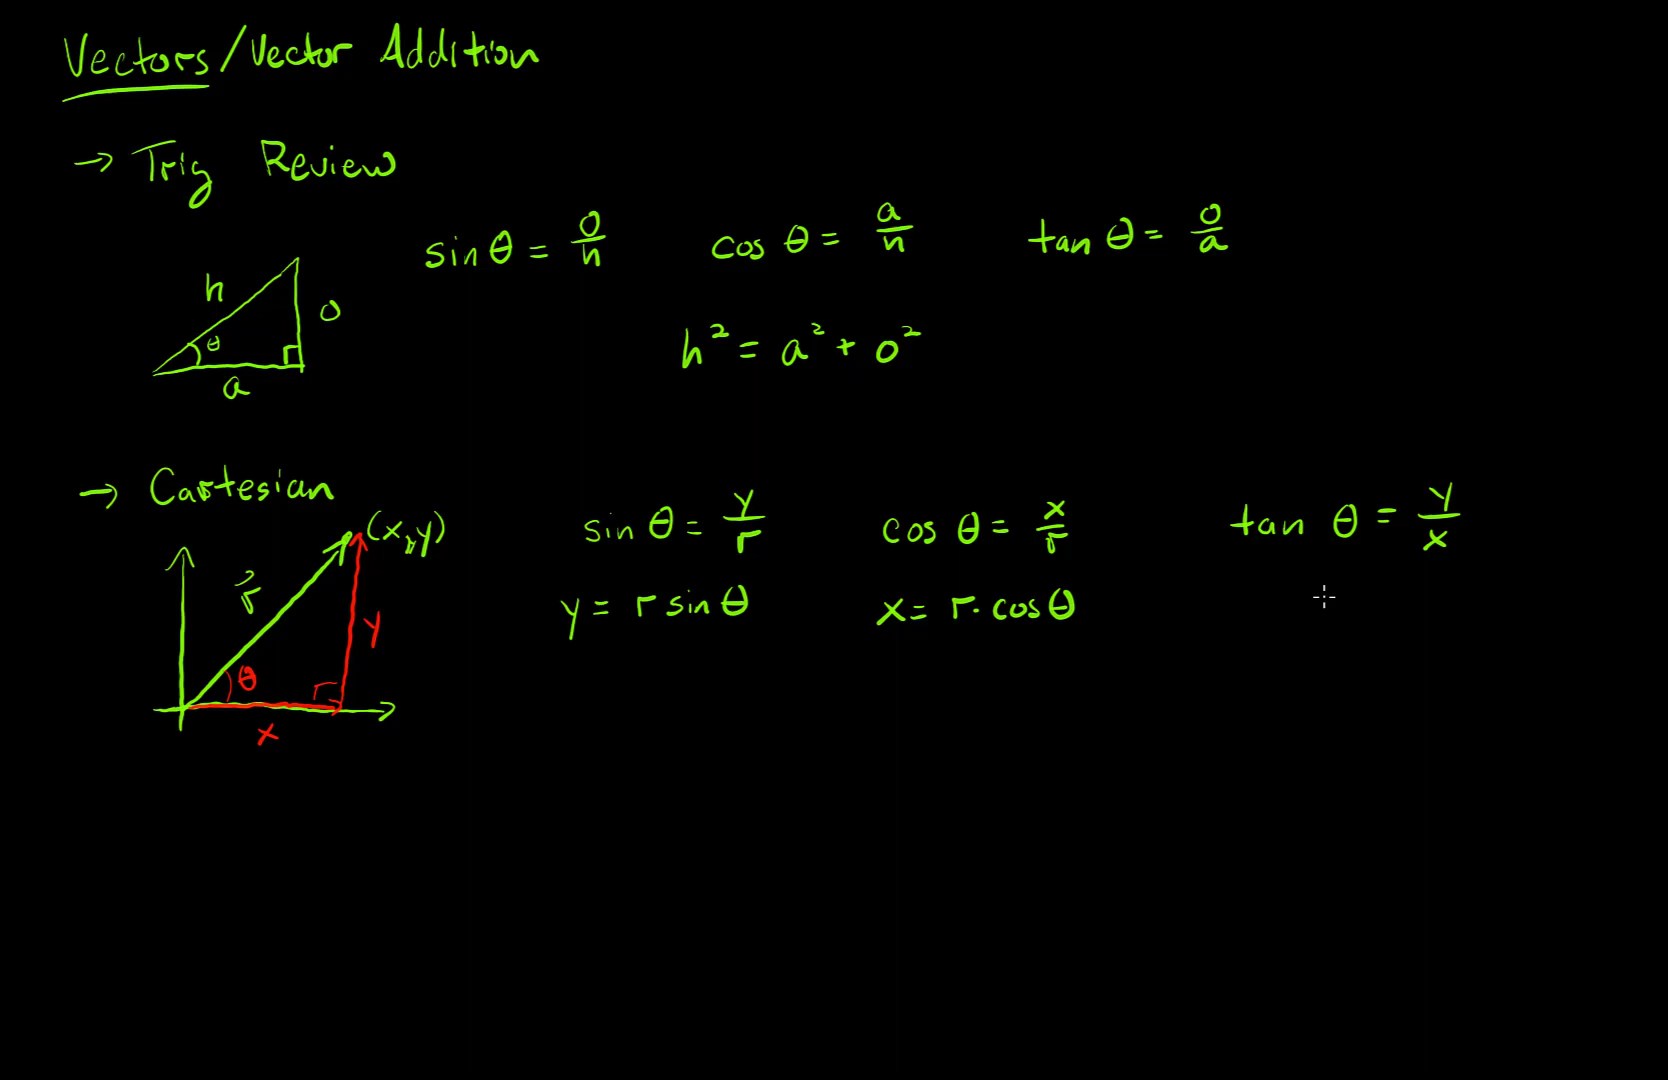 Vectors/Vector Addition
→ Trig Review
sin θ = o/h cos θ = a/h tan θ = o/a
h
o
θ
a
h² = a² + o²
→ Cartesian
(x,y)
r⃗
y
θ
x
sin θ = y/r cos θ = x/r tan θ = y/x
y = r sin θ x = r · cos θ